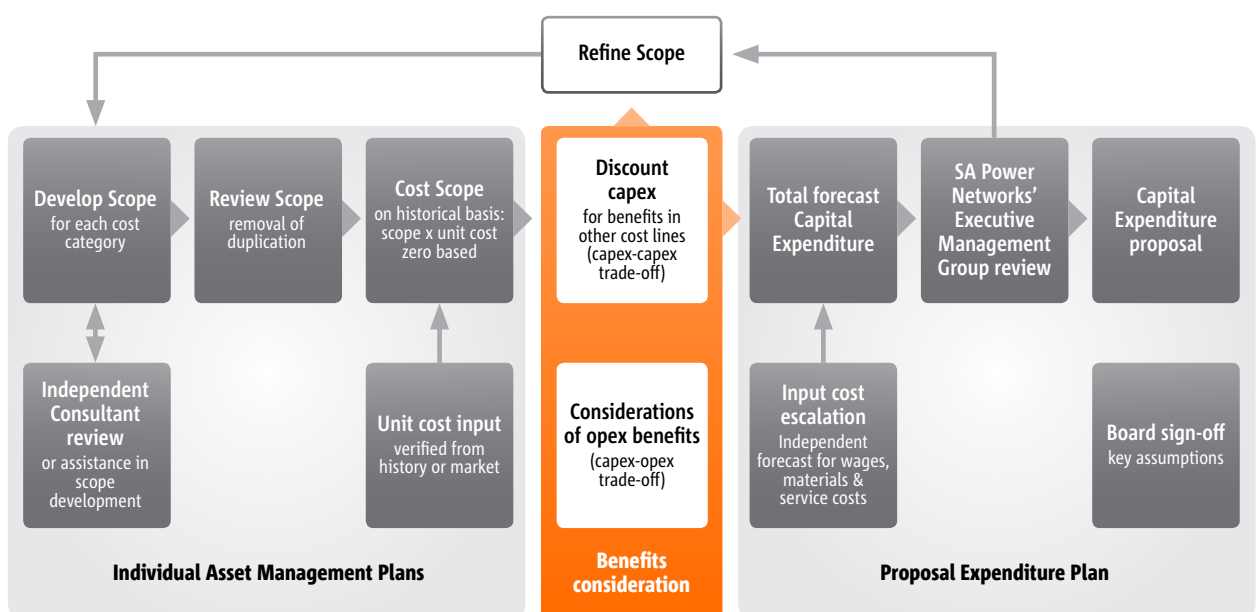 Refine Scope
Develop Scope
for each cost
category
Review Scope
removal of
duplication
Cost Scope
on historical basis:
scope x unit cost
zero based
Discount
capex
for benefits in
other cost lines
(capex-capex
trade-off)
Total forecast
Capital
Expenditure
SA Power
Networks’
Executive
Management
Group review
Capital
Expenditure
proposal
Independent
Consultant
review
or assistance in
scope
development
Unit cost input
verified from
history or market
Considerations
of opex benefits
(capex-opex
trade-off)
Input cost
escalation
Independent
forecast for wages,
materials &
service costs
Board sign-off
key assumptions
Individual Asset Management Plans
Benefits
consideration
Proposal Expenditure Plan